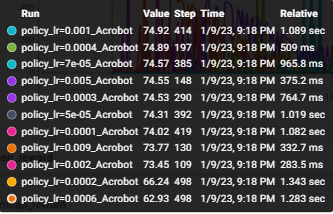 Run Value Step Time Relative
policy_lr=0.001_Acrobot 74.92 414 1/9/23, 9:18 PM 1.089 sec
policy_lr=0.0004_Acrobot 74.89 197 1/9/23, 9:18 PM 509 ms
policy_lr=7e-05_Acrobot 74.57 385 1/9/23, 9:18 PM 965.8 ms
policy_lr=0.005_Acrobot 74.55 148 1/9/23, 9:18 PM 375.2 ms
policy_lr=0.0003_Acrobot 74.53 290 1/9/23, 9:18 PM 764.7 ms
policy_lr=5e-05_Acrobot 74.31 392 1/9/23, 9:18 PM 1.019 sec
policy_lr=0.0001_Acrobot 74.02 419 1/9/23, 9:18 PM 1.082 sec
policy_lr=0.009_Acrobot 73.77 130 1/9/23, 9:18 PM 332.7 ms
policy_lr=0.002_Acrobot 73.45 109 1/9/23, 9:18 PM 283.5 ms
policy_lr=0.0002_Acrobot 66.24 498 1/9/23, 9:18 PM 1.343 sec
policy_lr=0.0006_Acrobot 62.93 498 1/9/23, 9:18 PM 1.283 sec